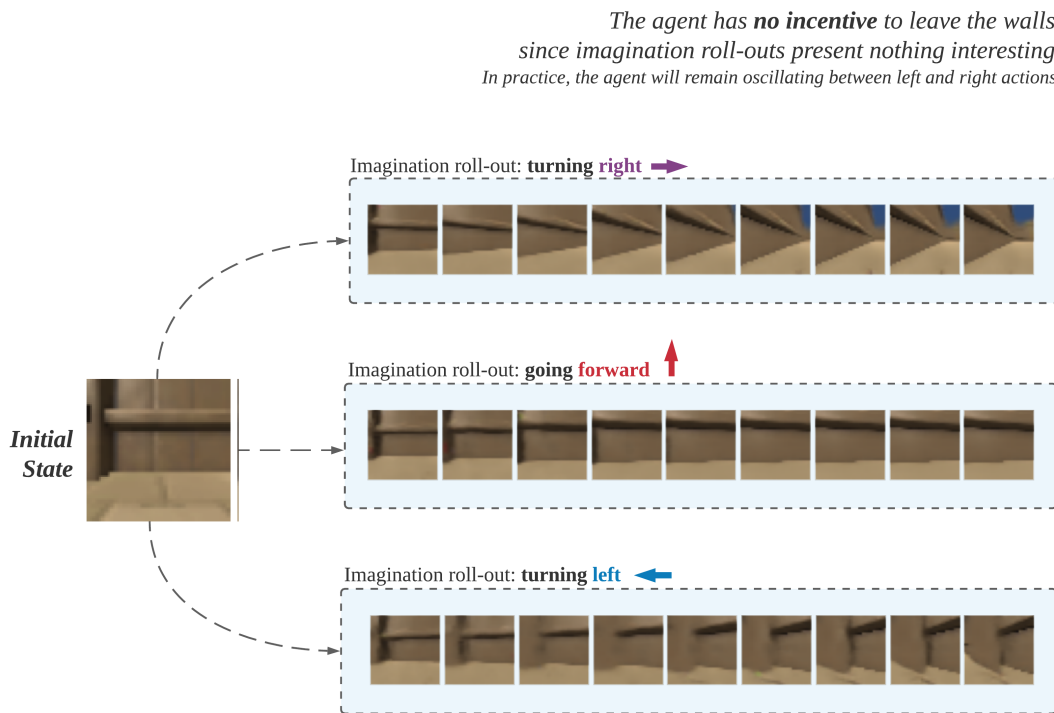 The agent has no incentive to leave the walls
since imagination roll-outs present nothing interesting
In practice, the agent will remain oscillating between left and right actions
Imagination roll-out: turning right
Imagination roll-out: going forward
Initial
State
Imagination roll-out: turning left